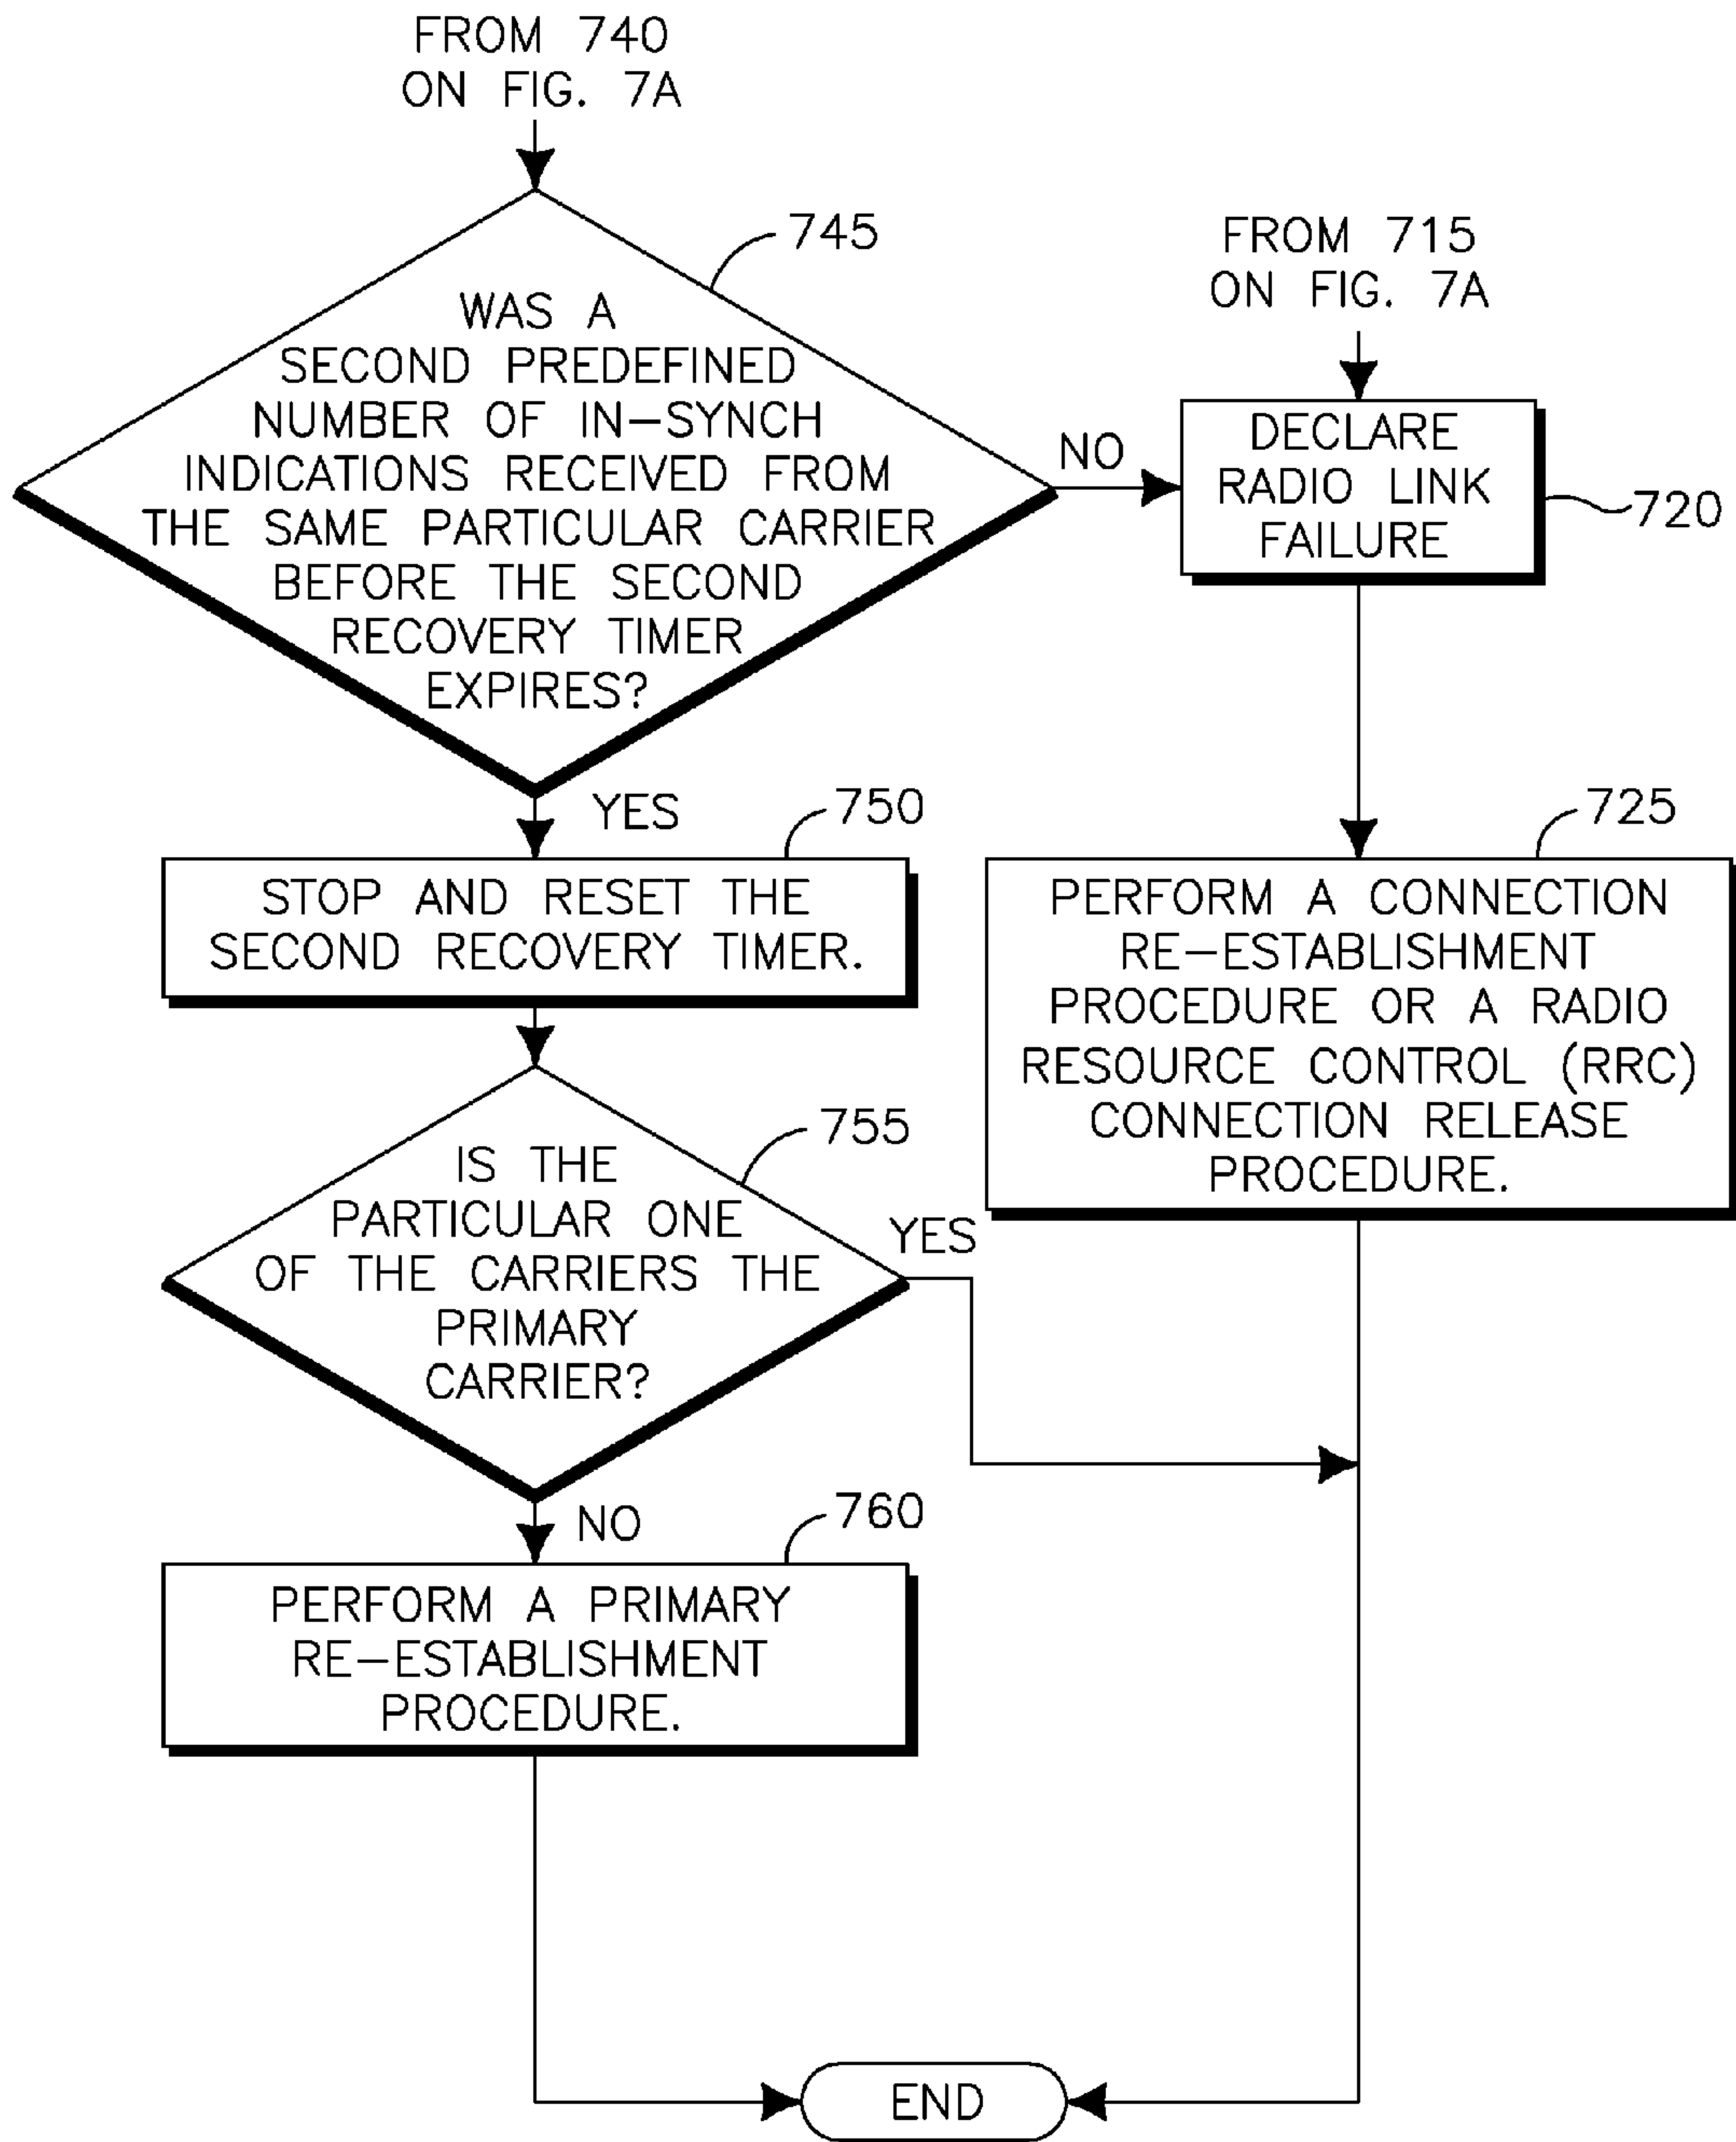 FROM 740
ON FIG. 7A
745
WAS A
SECOND PREDEFINED
NUMBER OF IN-SYNCH
INDICATIONS RECEIVED FROM
THE SAME PARTICULAR CARRIER
BEFORE THE SECOND
RECOVERY TIMER
EXPIRES?
NO
FROM 715
ON FIG. 7A
DECLARE
RADIO LINK
FAILURE
720
YES
750
STOP AND RESET THE
SECOND RECOVERY TIMER.
725
PERFORM A CONNECTION
RE-ESTABLISHMENT
PROCEDURE OR A RADIO
RESOURCE CONTROL (RRC)
CONNECTION RELEASE
PROCEDURE.
755
IS THE
PARTICULAR ONE
OF THE CARRIERS THE
PRIMARY
CARRIER?
YES
NO
760
PERFORM A PRIMARY
RE-ESTABLISHMENT
PROCEDURE.
END